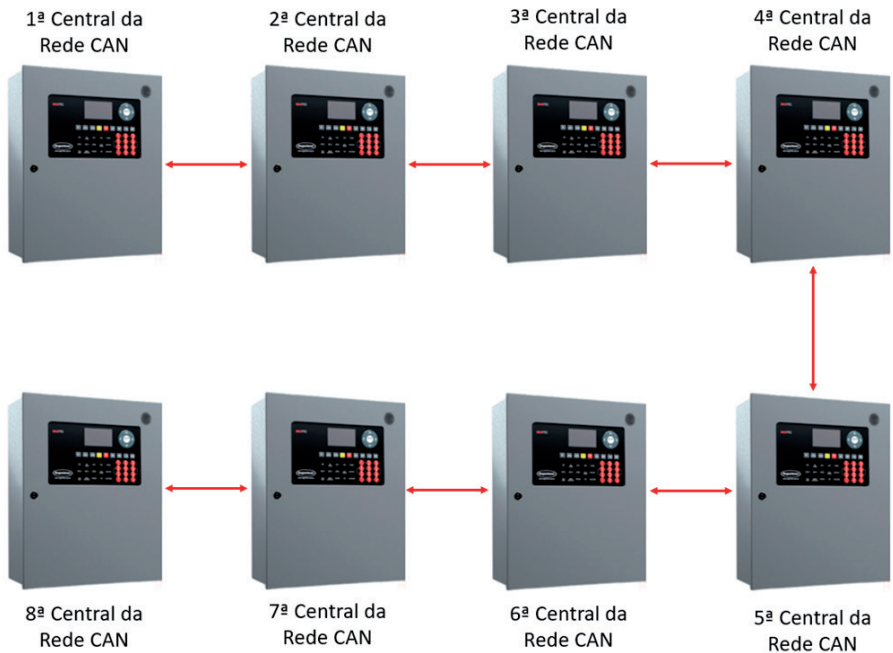 1ª Central da
Rede CAN
2ª Central da
Rede CAN
3ª Central da
Rede CAN
4ª Central da
Rede CAN
8ª Central da
Rede CAN
7ª Central da
Rede CAN
6ª Central da
Rede CAN
5ª Central da
Rede CAN